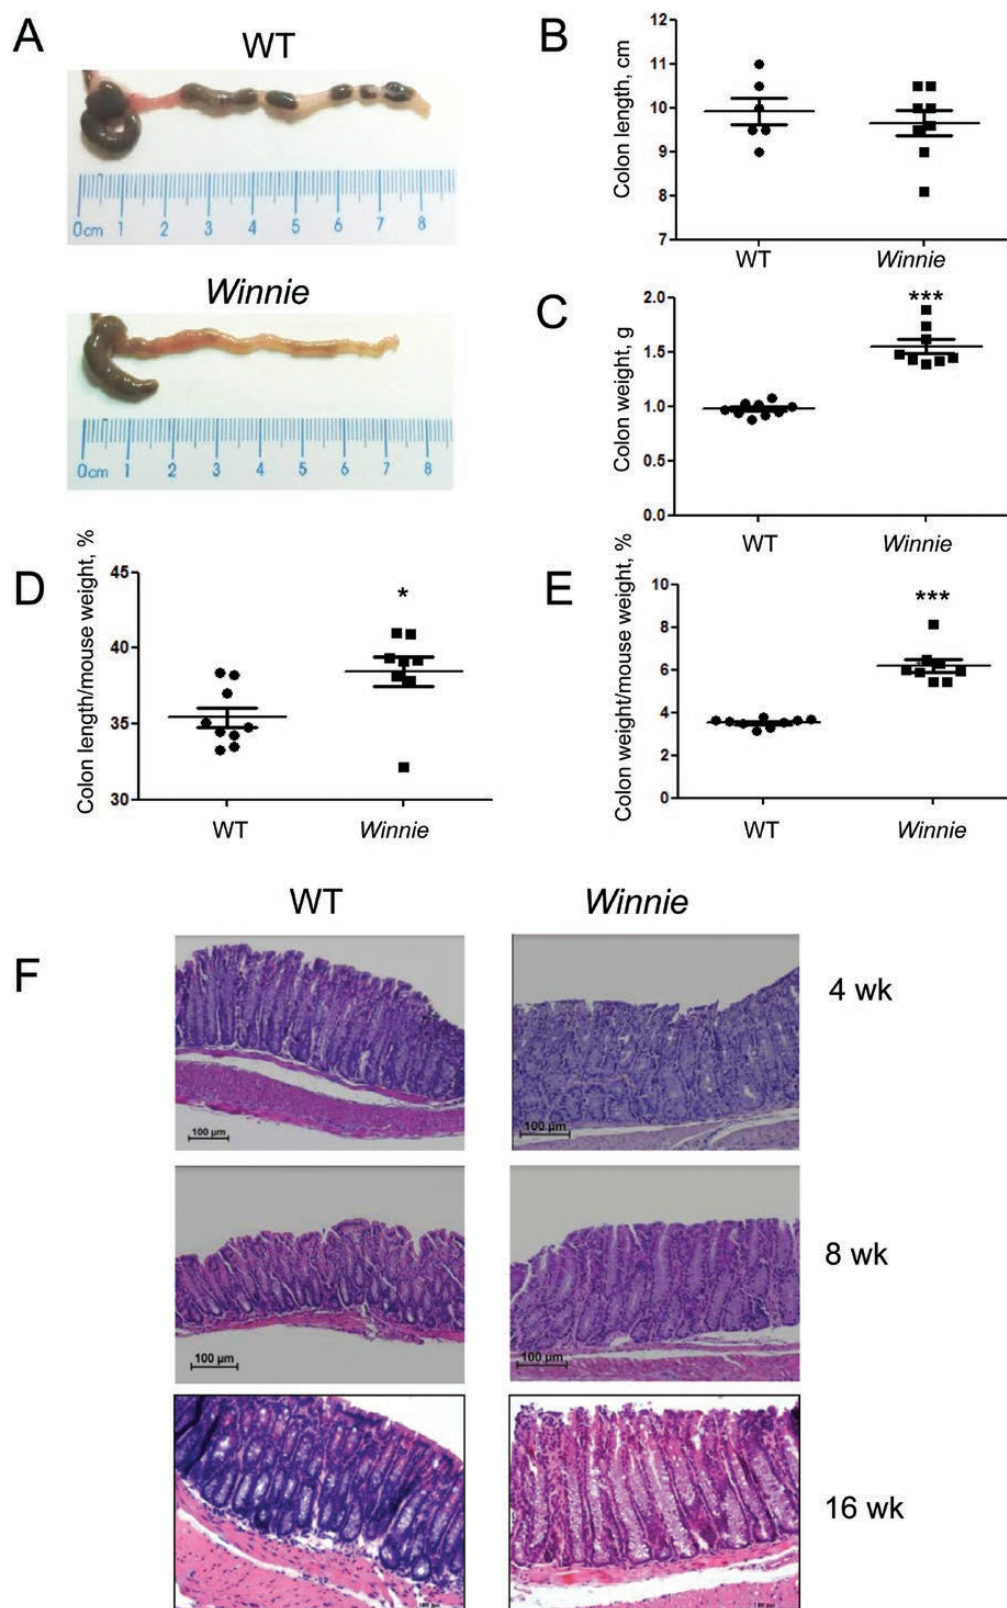 A
WT
0cm 1 2 3 4 5 6 7 8
Winnie
0cm 1 2 3 4 5 6 7 8
B
Colon length, cm
12
11
10
9
8
7
WT Winnie
C
Colon weight, g
***
2.0
1.5
1.0
0.5
0.0
WT Winnie
D
Colon length/mouse weight, %
*
45
40
35
30
WT Winnie
E
Colon weight/mouse weight, %
***
10
8
6
4
2
0
WT Winnie
F
WT Winnie
100 µm
100 µm
4 wk
100 µm
100 µm
8 wk
16 wk